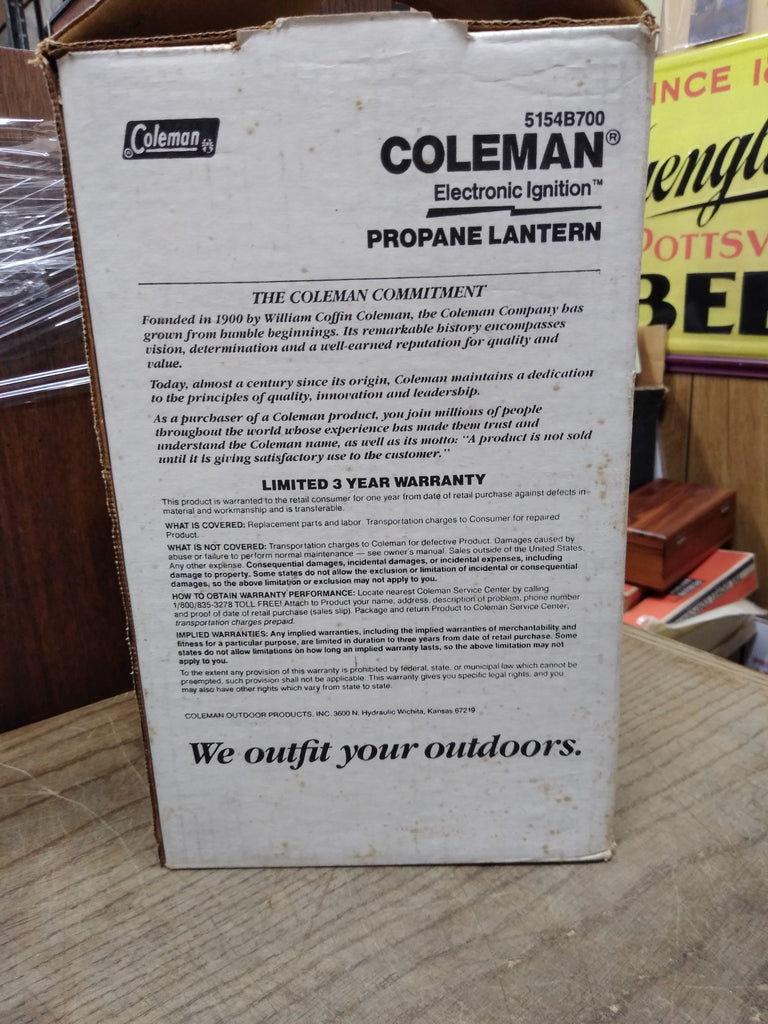 Coleman
5154B700
COLEMAN®
Electronic Ignition™
PROPANE LANTERN
THE COLEMAN COMMITMENT
Founded in 1900 by William Coffin Coleman, the Coleman Company has
grown from humble beginnings. Its remarkable history encompasses
vision, determination and a well-earned reputation for quality and
value.
Today, almost a century since its origin, Coleman maintains a dedication
to the principles of quality, innovation and leadership.
As a purchaser of a Coleman product, you join millions of people
throughout the world whose experience has made them trust and
understand the Coleman name, as well as its motto: "A product is not sold
until it is giving satisfactory use to the customer."
LIMITED 3 YEAR WARRANTY
This product is warranted to the retail consumer for one year from date of retail purchase against defects in
material and workmanship and is transferable.
WHAT IS COVERED: Replacement parts and labor. Transportation charges to Consumer for repaired
Product.
WHAT IS NOT COVERED: Transportation charges to Coleman for defective Product. Damages caused by
abuse or failure to perform normal maintenance — see owner's manual. Sales outside of the United States.
Any other expense. Consequential damages, incidental damages, or incidental expenses, including
damage to property. Some states do not allow the exclusion or limitation of incidental or consequential
damages, so the above limitation or exclusion may not apply to you.
HOW TO OBTAIN WARRANTY PERFORMANCE: Locate nearest Coleman Service Center by calling
1/800/835-3278 TOLL FREE! Attach to Product your name, address, description of problem, phone number
and proof of date of retail purchase (sales slip). Package and return Product to Coleman Service Center,
transportation charges prepaid.
IMPLIED WARRANTIES: Any implied warranties, including the implied warranties of merchantability and
fitness for a particular purpose, are limited in duration to three years from date of retail purchase. Some
states do not allow limitations on how long an implied warranty lasts, so the above limitation may not
apply to you.
To the extent any provision of this warranty is prohibited by federal, state, or municipal law which cannot be
preempted, such provision shall not be applicable. This warranty gives you specific legal rights, and you
may also have other rights which vary from state to state.
COLEMAN OUTDOOR PRODUCTS, INC. 3600 N. Hydraulic Wichita, Kansas 67219
We outfit your outdoors.
INCE 18
uengli
POTTSV
BEE